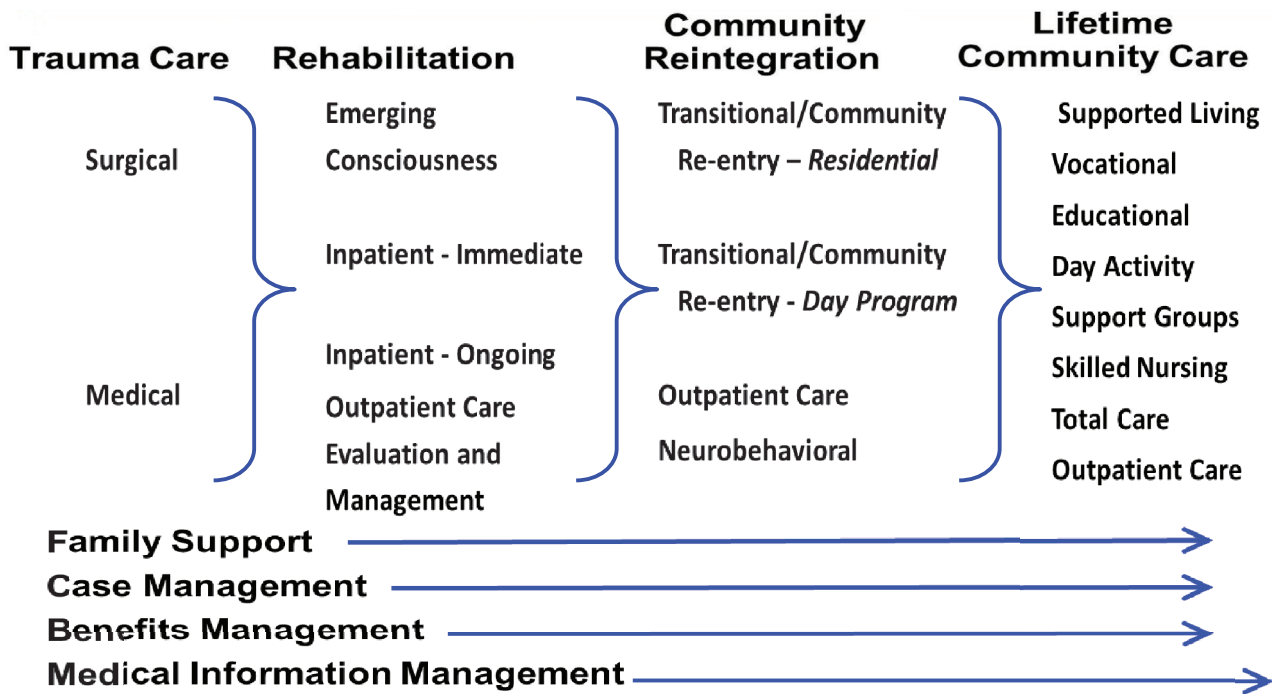 Trauma Care
Surgical
Medical
Rehabilitation
Emerging
Consciousness
Inpatient - Immediate
Inpatient - Ongoing
Outpatient Care
Evaluation and
Management
Community
Reintegration
Transitional/Community
Re-entry – Residential
Transitional/Community
Re-entry - Day Program
Outpatient Care
Neurobehavioral
Lifetime
Community Care
Supported Living
Vocational
Educational
Day Activity
Support Groups
Skilled Nursing
Total Care
Outpatient Care
Family Support
Case Management
Benefits Management
Medical Information Management